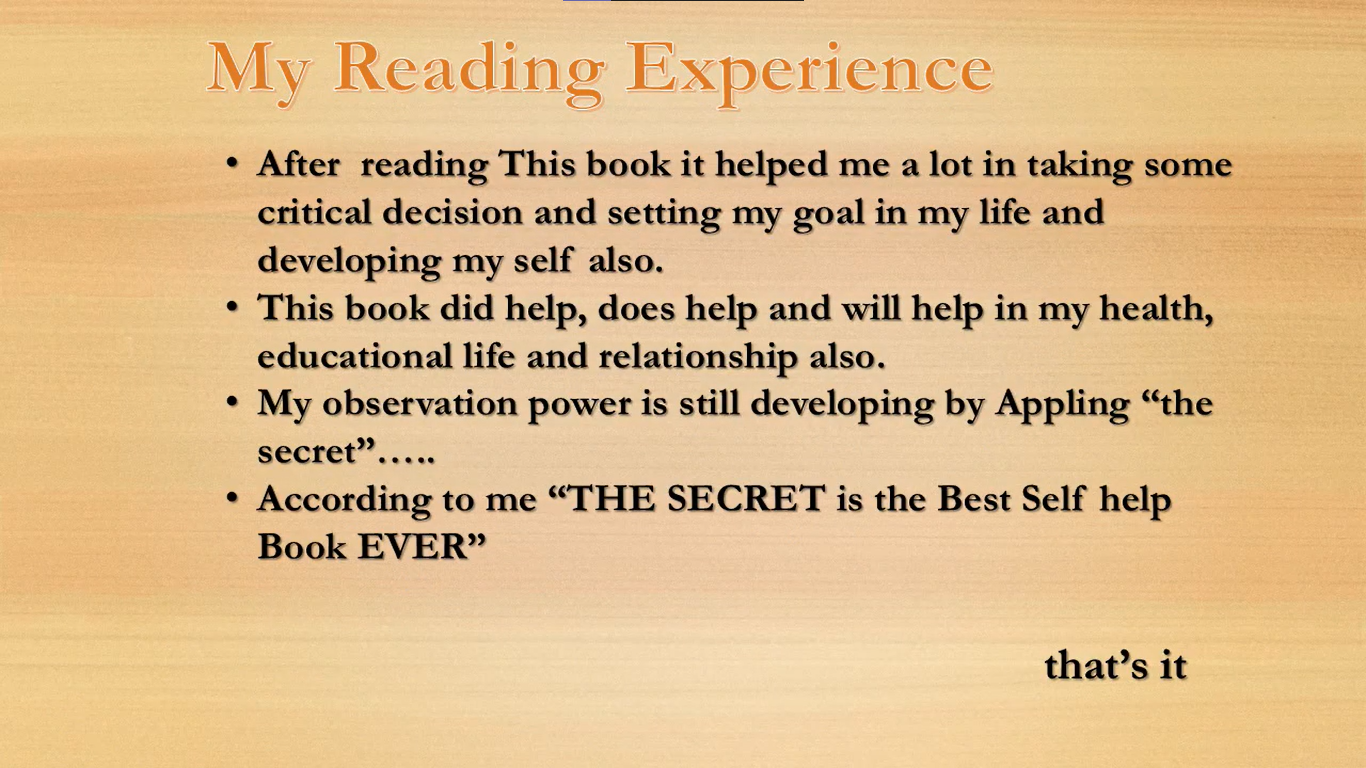 My Reading Experience
• After  reading This book it helped me a lot in taking some
critical decision and setting my goal in my life and
developing my self also.
• This book did help, does help and will help in my health,
educational life and relationship also.
• My observation power is still developing by Appling “the
secret”…..
• According to me “THE SECRET is the Best Self help
Book EVER”
that’s it